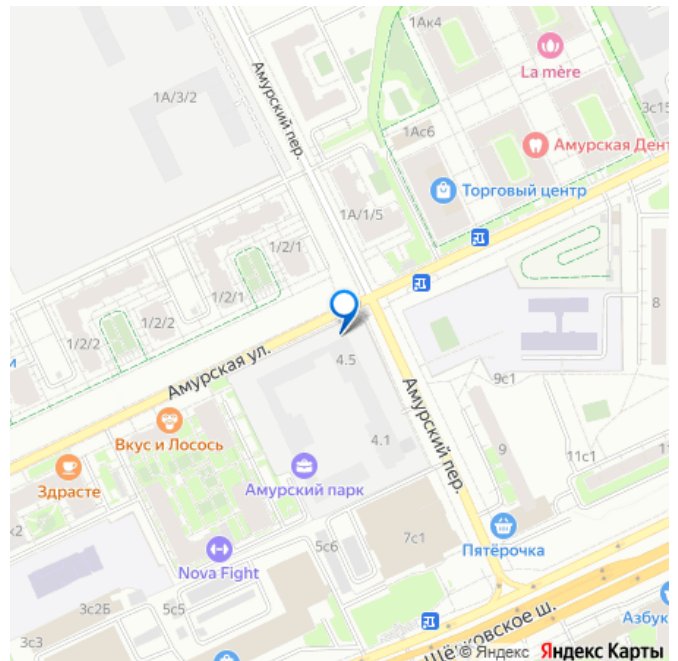 1Ак4
La mère
1А/3/2
Амурский пер.
3с15
1Ас6
Амурская Дент
Торговый центр
1А/1/5
1/2/1
1/2/1
1/2/2
1/2/2
и
8
4.5
Амурская ул.
9с1
Амурский пер.
Вкус и Лосось
4.1
9
11с1
11
Здрасте
Амурский парк
к2
5с6
7с1
Пятёрочка
Nova Fight
3с2Б
5с5
3с3
Азбук
Щёлковское ш.
© Яндекс Яндекс Карты